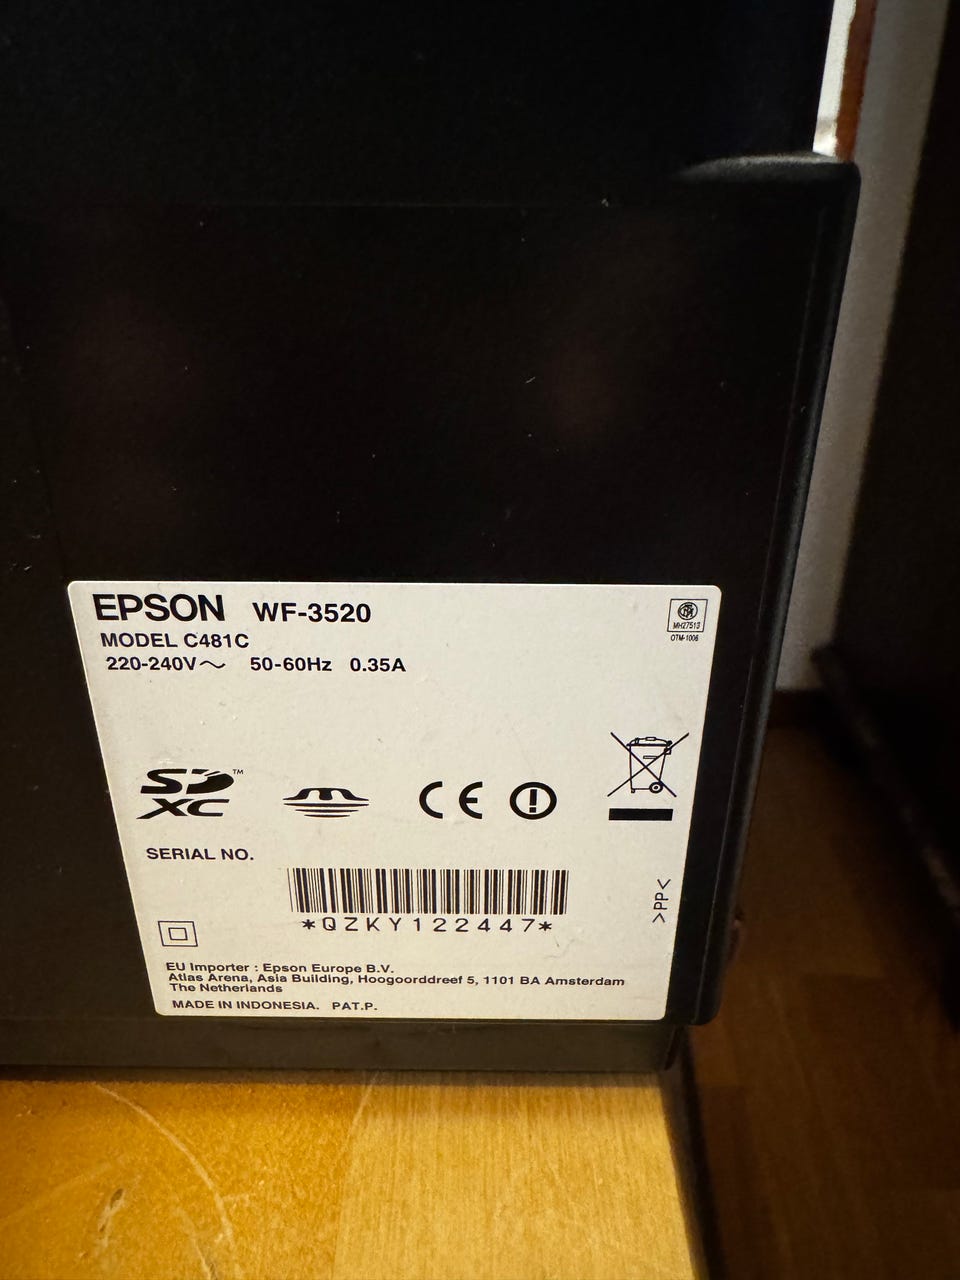 EPSON WF-3520
MODEL C481C
220-240V～ 50-60Hz 0.35A
MH27513
OTM-1006
SD™
XC
CE
SERIAL NO.
*QZKY122447*
>PP<
EU Importer : Epson Europe B.V.
Atlas Arena, Asia Building, Hoogoorddreef 5, 1101 BA Amsterdam
The Netherlands
MADE IN INDONESIA. PAT.P.